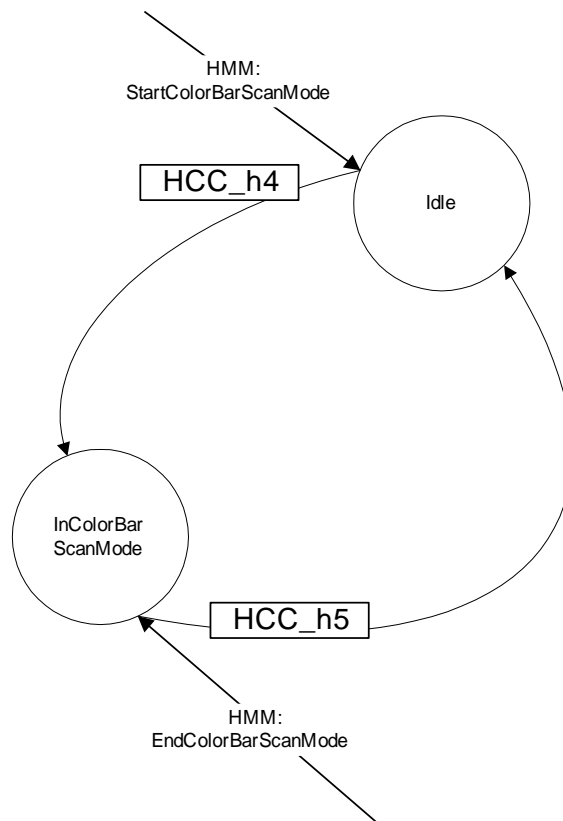 HMM:
StartColorBarScanMode
HCC_h4
Idle
InColorBar
ScanMode
HCC_h5
HMM:
EndColorBarScanMode